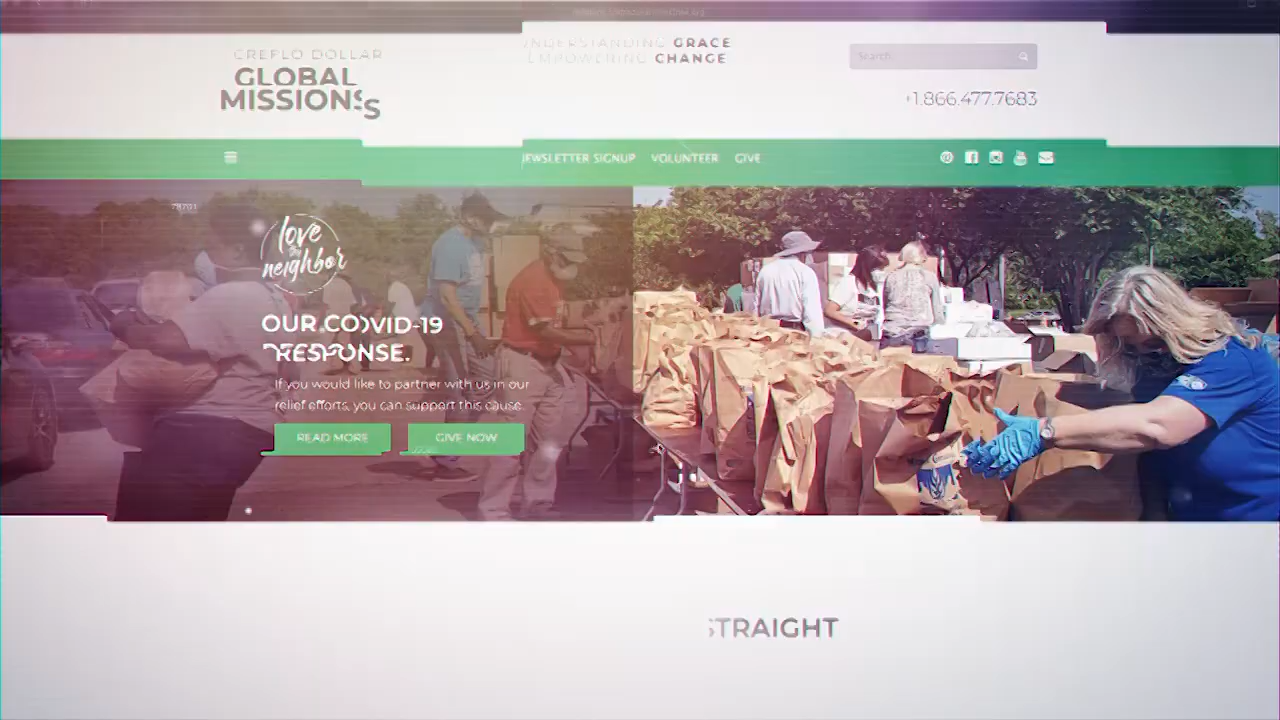 CREFLO DOLLAR
GLOBAL
MISSIONS
UNDERSTANDING GRACE
EMPOWERING CHANGE
Search
+1.866.477.7683
NEWSLETTER SIGNUP VOLUNTEER GIVE
love
thy
neighbor
OUR COVID-19
RESPONSE.
If you would like to partner with us in our
relief efforts, you can support this cause.
READ MORE GIVE NOW
STRAIGHT